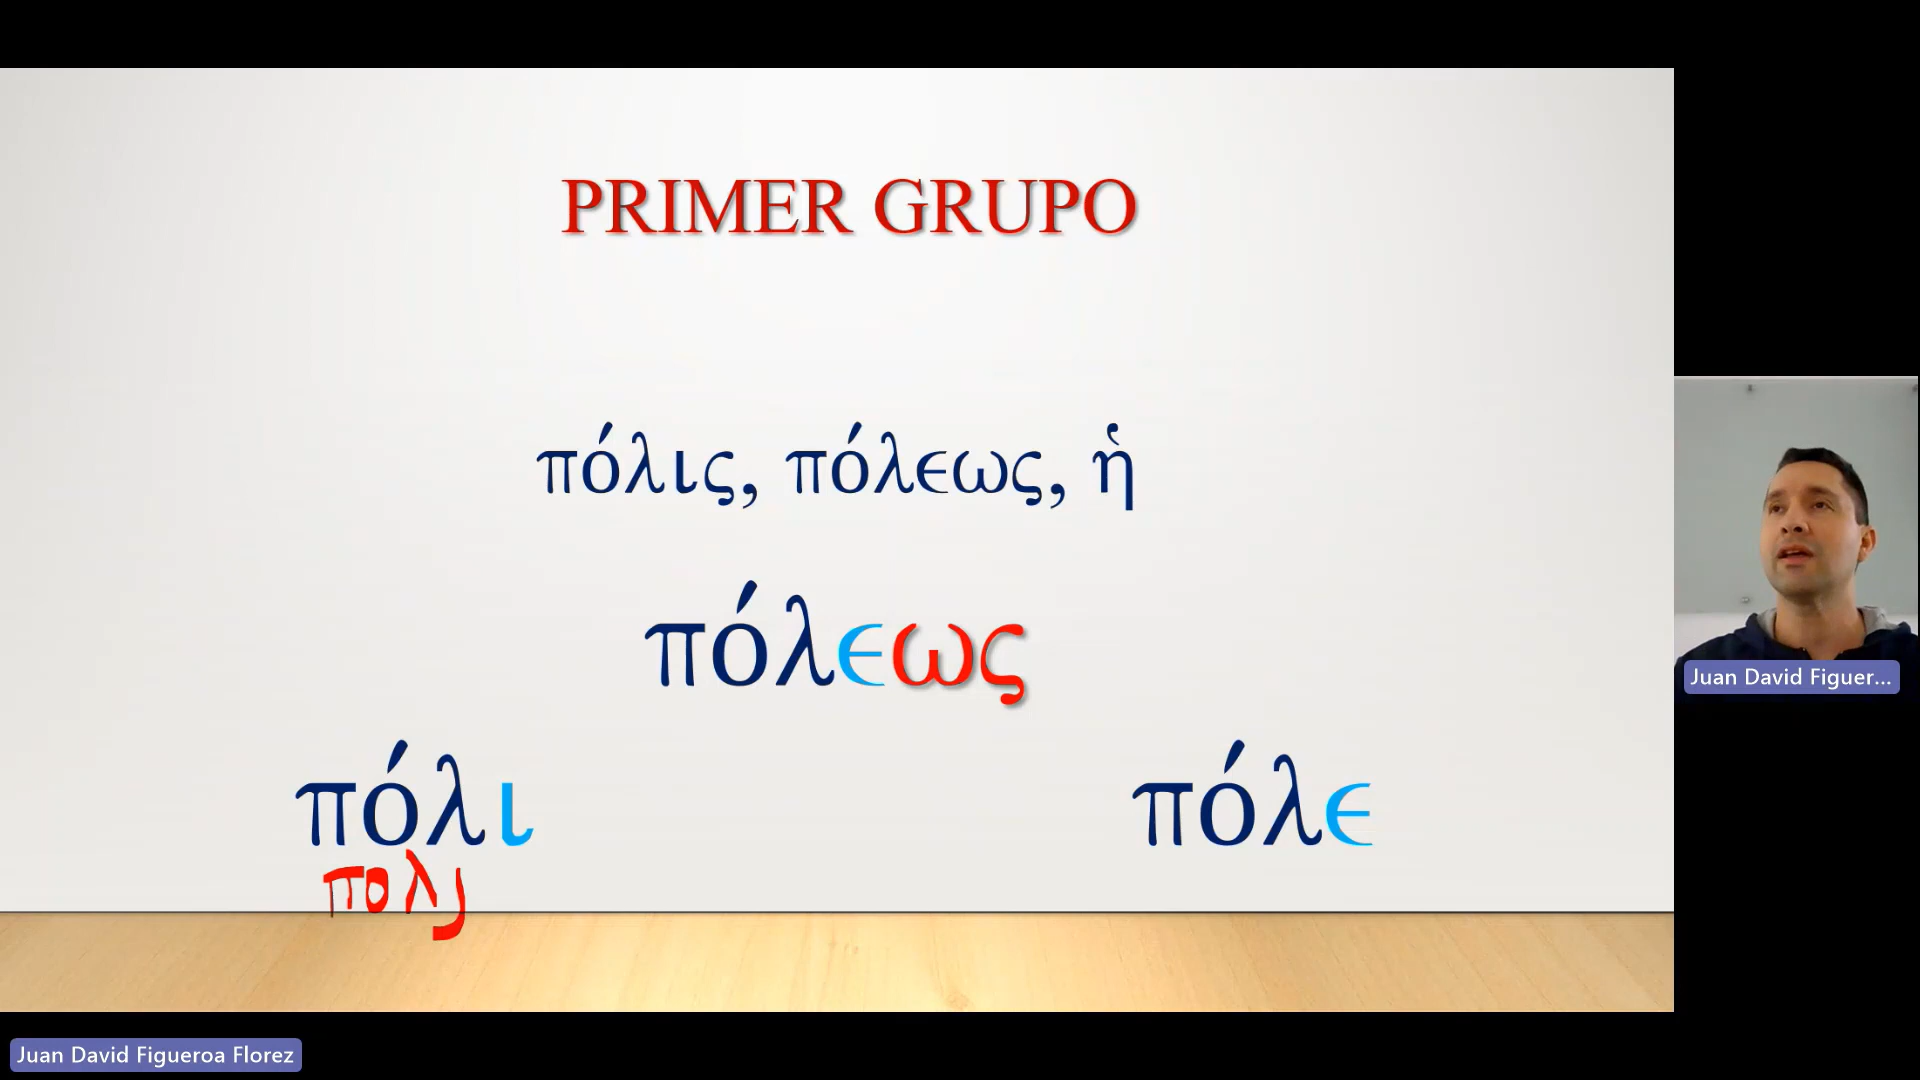 PRIMER GRUPO
πόλις, πόλεως, ἡ
πόλεως
πόλι πόλε
πολj
Juan David Figuer...
Juan David Figueroa Florez